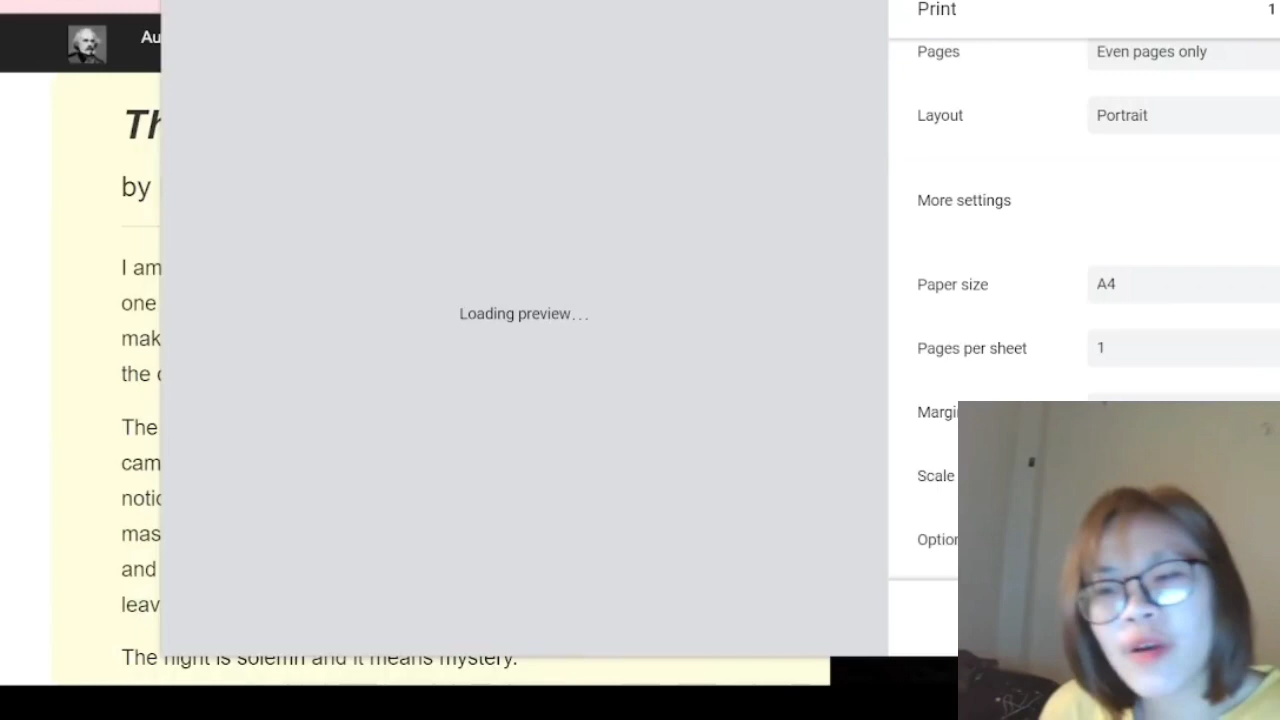 Print 1
Au
Pages Even pages only
Layout Portrait
Th
by
More settings
I am
one
Paper size A4
Loading preview...
mak
Pages per sheet 1
the
Margi
The
cam
Scale
notic
mas
Option
and
leav
The night is solemn and it means mystery.